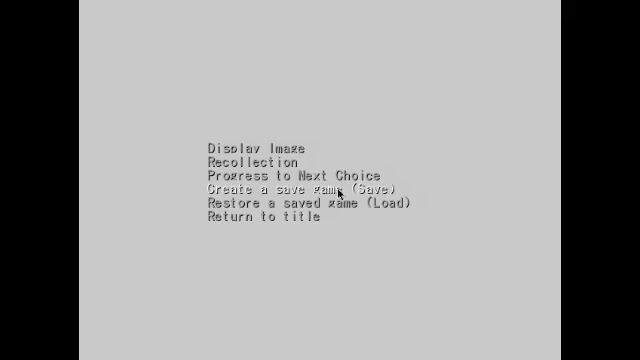 Display Image
Recollection
Progress to Next Choice
Create a save game (Save)
Restore a saved game (Load)
Return to title